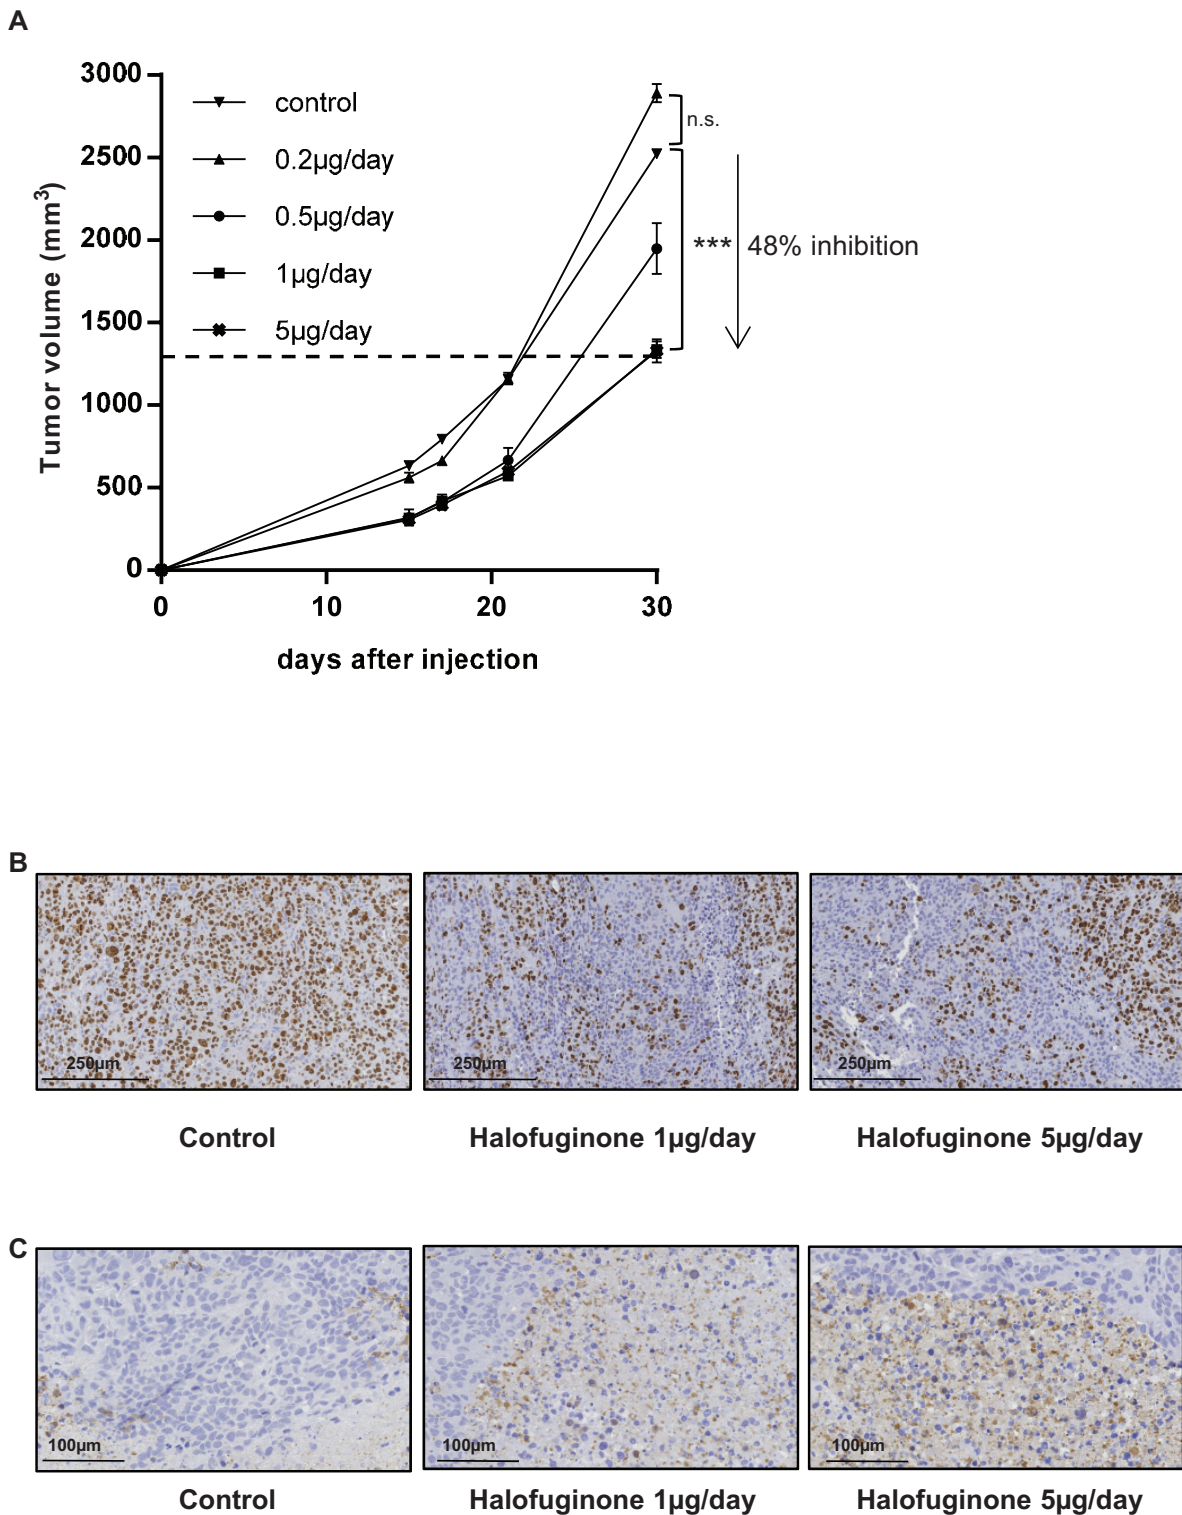 A
3000
2500
2000
1500
1000
500
0
Tumor volume (mm³)
control
0.2µg/day
0.5µg/day
1µg/day
5µg/day
n.s.
*** 48% inhibition
0 10 20 30
days after injection
B
250µm 250µm 250µm
Control Halofuginone 1µg/day Halofuginone 5µg/day
C
100µm 100µm 100µm
Control Halofuginone 1µg/day Halofuginone 5µg/day